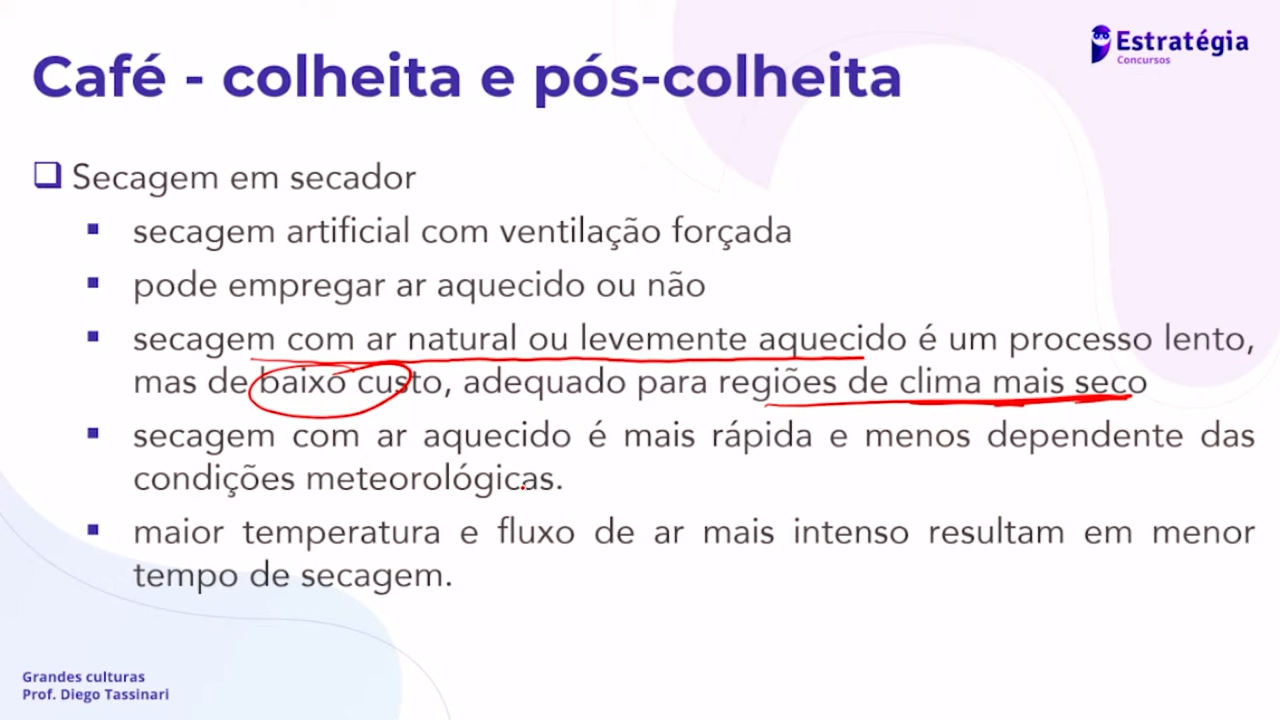 Estratégia
Concursos
Café - colheita e pós-colheita
Secagem em secador
secagem artificial com ventilação forçada
pode empregar ar aquecido ou não
secagem com ar natural ou levemente aquecido é um processo lento,
mas de baixo custo, adequado para regiões de clima mais seco
secagem com ar aquecido é mais rápida e menos dependente das
condições meteorológicas.
maior temperatura e fluxo de ar mais intenso resultam em menor
tempo de secagem.
Grandes culturas
Prof. Diego Tassinari